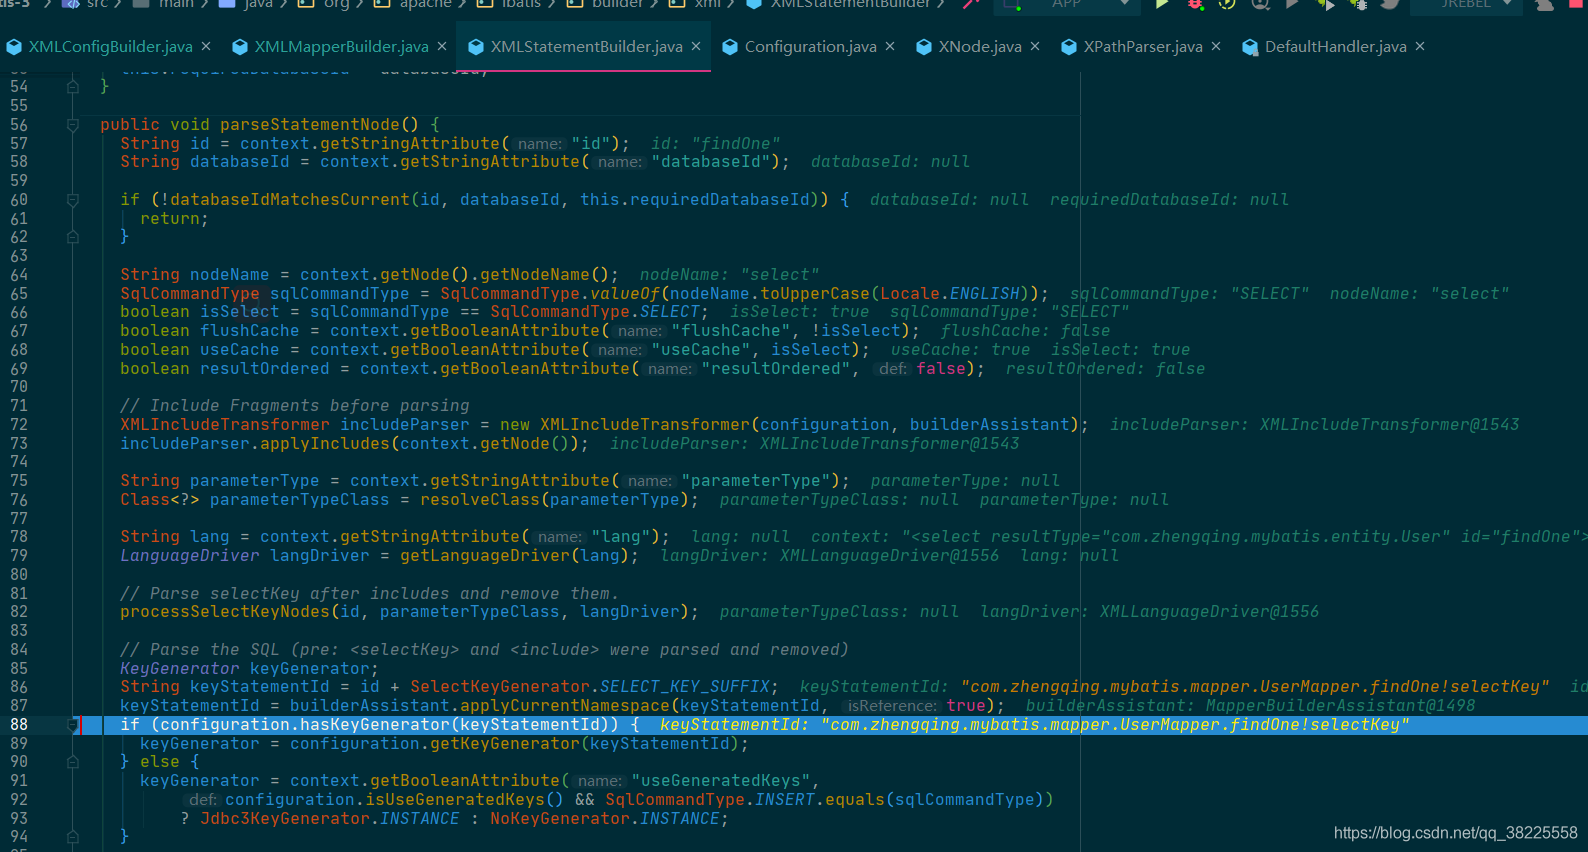 tis-3 > src > main > java > org > apache > ibatis > builder > xml > XMLStatementBuilder > APP JREBEL
XMLConfigBuilder.java × XMLMapperBuilder.java × XMLStatementBuilder.java × Configuration.java × XNode.java × XPathParser.java × DefaultHandler.java ×
54 }
55
56 public void parseStatementNode() {
57 String id = context.getStringAttribute( name: "id"); id: "findOne"
58 String databaseId = context.getStringAttribute( name: "databaseId"); databaseId: null
59
60 if (!databaseIdMatchesCurrent(id, databaseId, this.requiredDatabaseId)) { databaseId: null requiredDatabaseId: null
61 return;
62 }
63
64 String nodeName = context.getNode().getNodeName(); nodeName: "select"
65 SqlCommandType sqlCommandType = SqlCommandType.valueOf(nodeName.toUpperCase(Locale.ENGLISH)); sqlCommandType: "SELECT" nodeName: "select"
66 boolean isSelect = sqlCommandType == SqlCommandType.SELECT; isSelect: true sqlCommandType: "SELECT"
67 boolean flushCache = context.getBooleanAttribute( name: "flushCache", !isSelect); flushCache: false
68 boolean useCache = context.getBooleanAttribute( name: "useCache", isSelect); useCache: true isSelect: true
69 boolean resultOrdered = context.getBooleanAttribute( name: "resultOrdered", def: false); resultOrdered: false
70
71 // Include Fragments before parsing
72 XMLIncludeTransformer includeParser = new XMLIncludeTransformer(configuration, builderAssistant); includeParser: XMLIncludeTransformer@1543
73 includeParser.applyIncludes(context.getNode()); includeParser: XMLIncludeTransformer@1543
74
75 String parameterType = context.getStringAttribute( name: "parameterType"); parameterType: null
76 Class<?> parameterTypeClass = resolveClass(parameterType); parameterTypeClass: null parameterType: null
77
78 String lang = context.getStringAttribute( name: "lang"); lang: null context: "<select resultType="com.zhengqing.mybatis.entity.User" id="findOne">
79 LanguageDriver langDriver = getLanguageDriver(lang); langDriver: XMLLanguageDriver@1556 lang: null
80
81 // Parse selectKey after includes and remove them.
82 processSelectKeyNodes(id, parameterTypeClass, langDriver); parameterTypeClass: null langDriver: XMLLanguageDriver@1556
83
84 // Parse the SQL (pre: <selectKey> and <include> were parsed and removed)
85 KeyGenerator keyGenerator;
86 String keyStatementId = id + SelectKeyGenerator.SELECT_KEY_SUFFIX; keyStatementId: "com.zhengqing.mybatis.mapper.UserMapper.findOne!selectKey" id
87 keyStatementId = builderAssistant.applyCurrentNamespace(keyStatementId, isReference: true); builderAssistant: MapperBuilderAssistant@1498
88 if (configuration.hasKeyGenerator(keyStatementId)) { keyStatementId: "com.zhengqing.mybatis.mapper.UserMapper.findOne!selectKey"
89 keyGenerator = configuration.getKeyGenerator(keyStatementId);
90 } else {
91 keyGenerator = context.getBooleanAttribute( name: "useGeneratedKeys",
92 def: configuration.isUseGeneratedKeys() && SqlCommandType.INSERT.equals(sqlCommandType))
93 ? Jdbc3KeyGenerator.INSTANCE : NoKeyGenerator.INSTANCE;
94 }
https://blog.csdn.net/qq_38225558